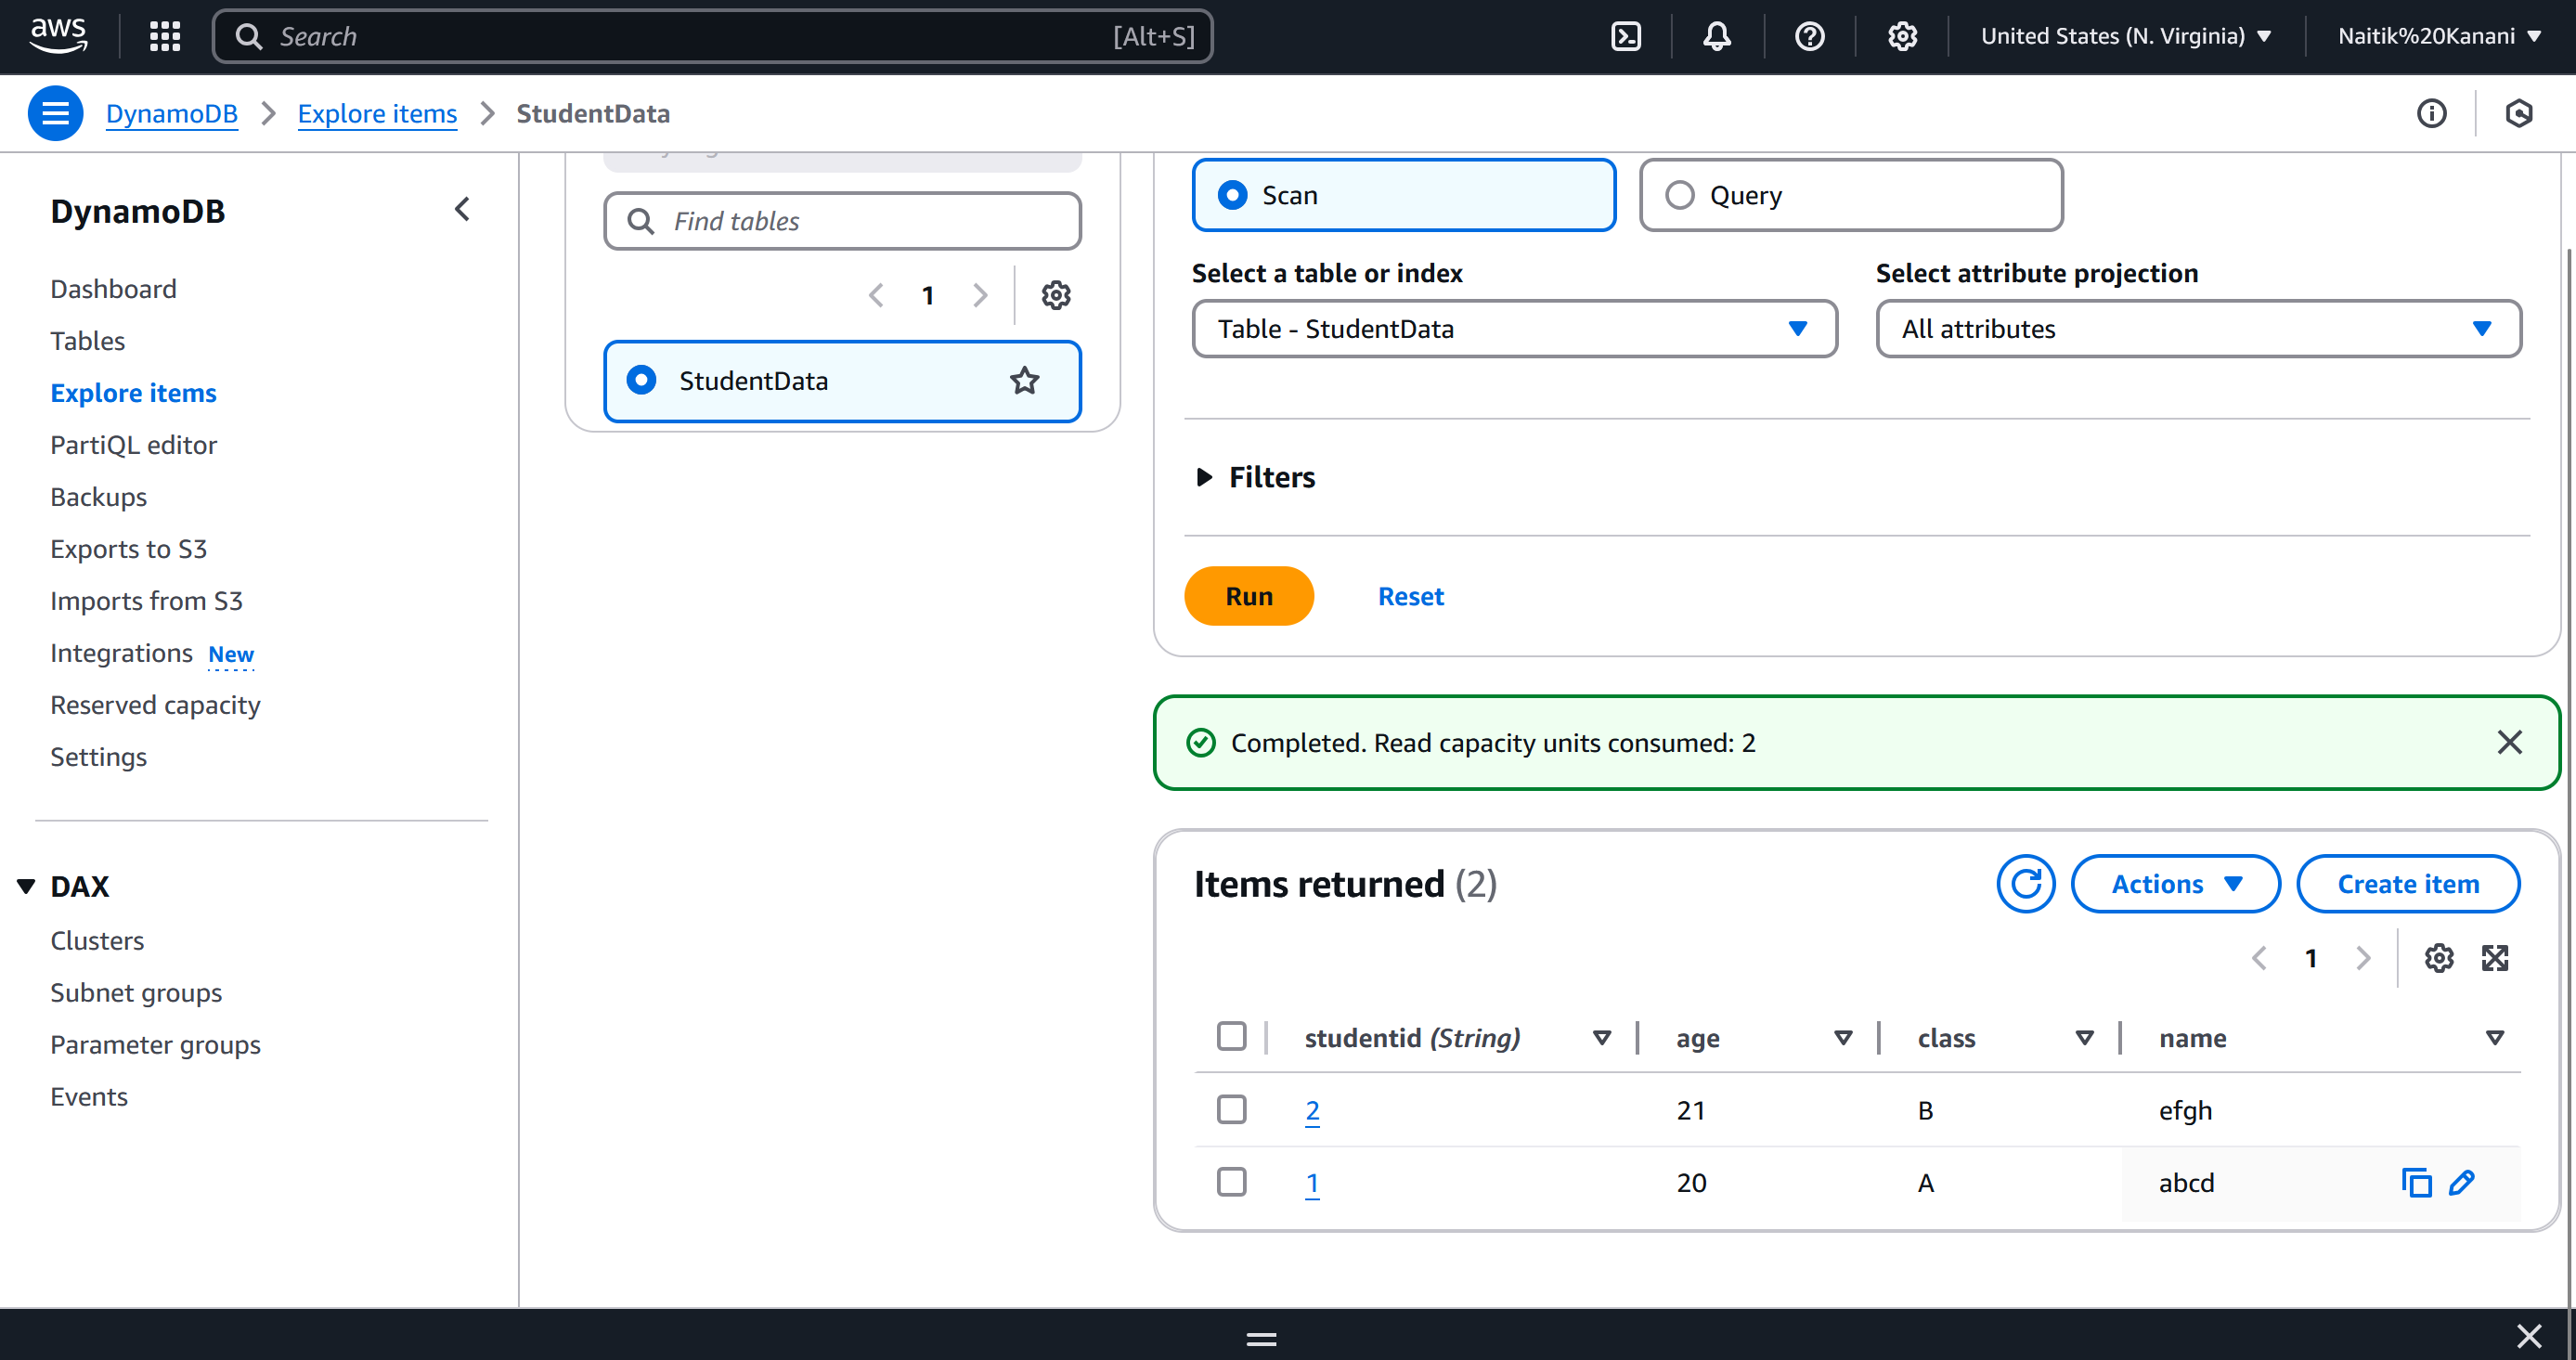 aws
Search [Alt+S]
United States (N. Virginia)
Naitik%20Kanani
DynamoDB
Explore items
StudentData
DynamoDB
Dashboard
Tables
Explore items
PartiQL editor
Backups
Exports to S3
Imports from S3
Integrations New
Reserved capacity
Settings
DAX
Clusters
Subnet groups
Parameter groups
Events
Find tables
1
StudentData
Scan
Query
Select a table or index
Table - StudentData
Select attribute projection
All attributes
Filters
Run
Reset
Completed. Read capacity units consumed: 2
Items returned (2)
Actions
Create item
1
studentid (String) age class name
2 21 B efgh
1 20 A abcd